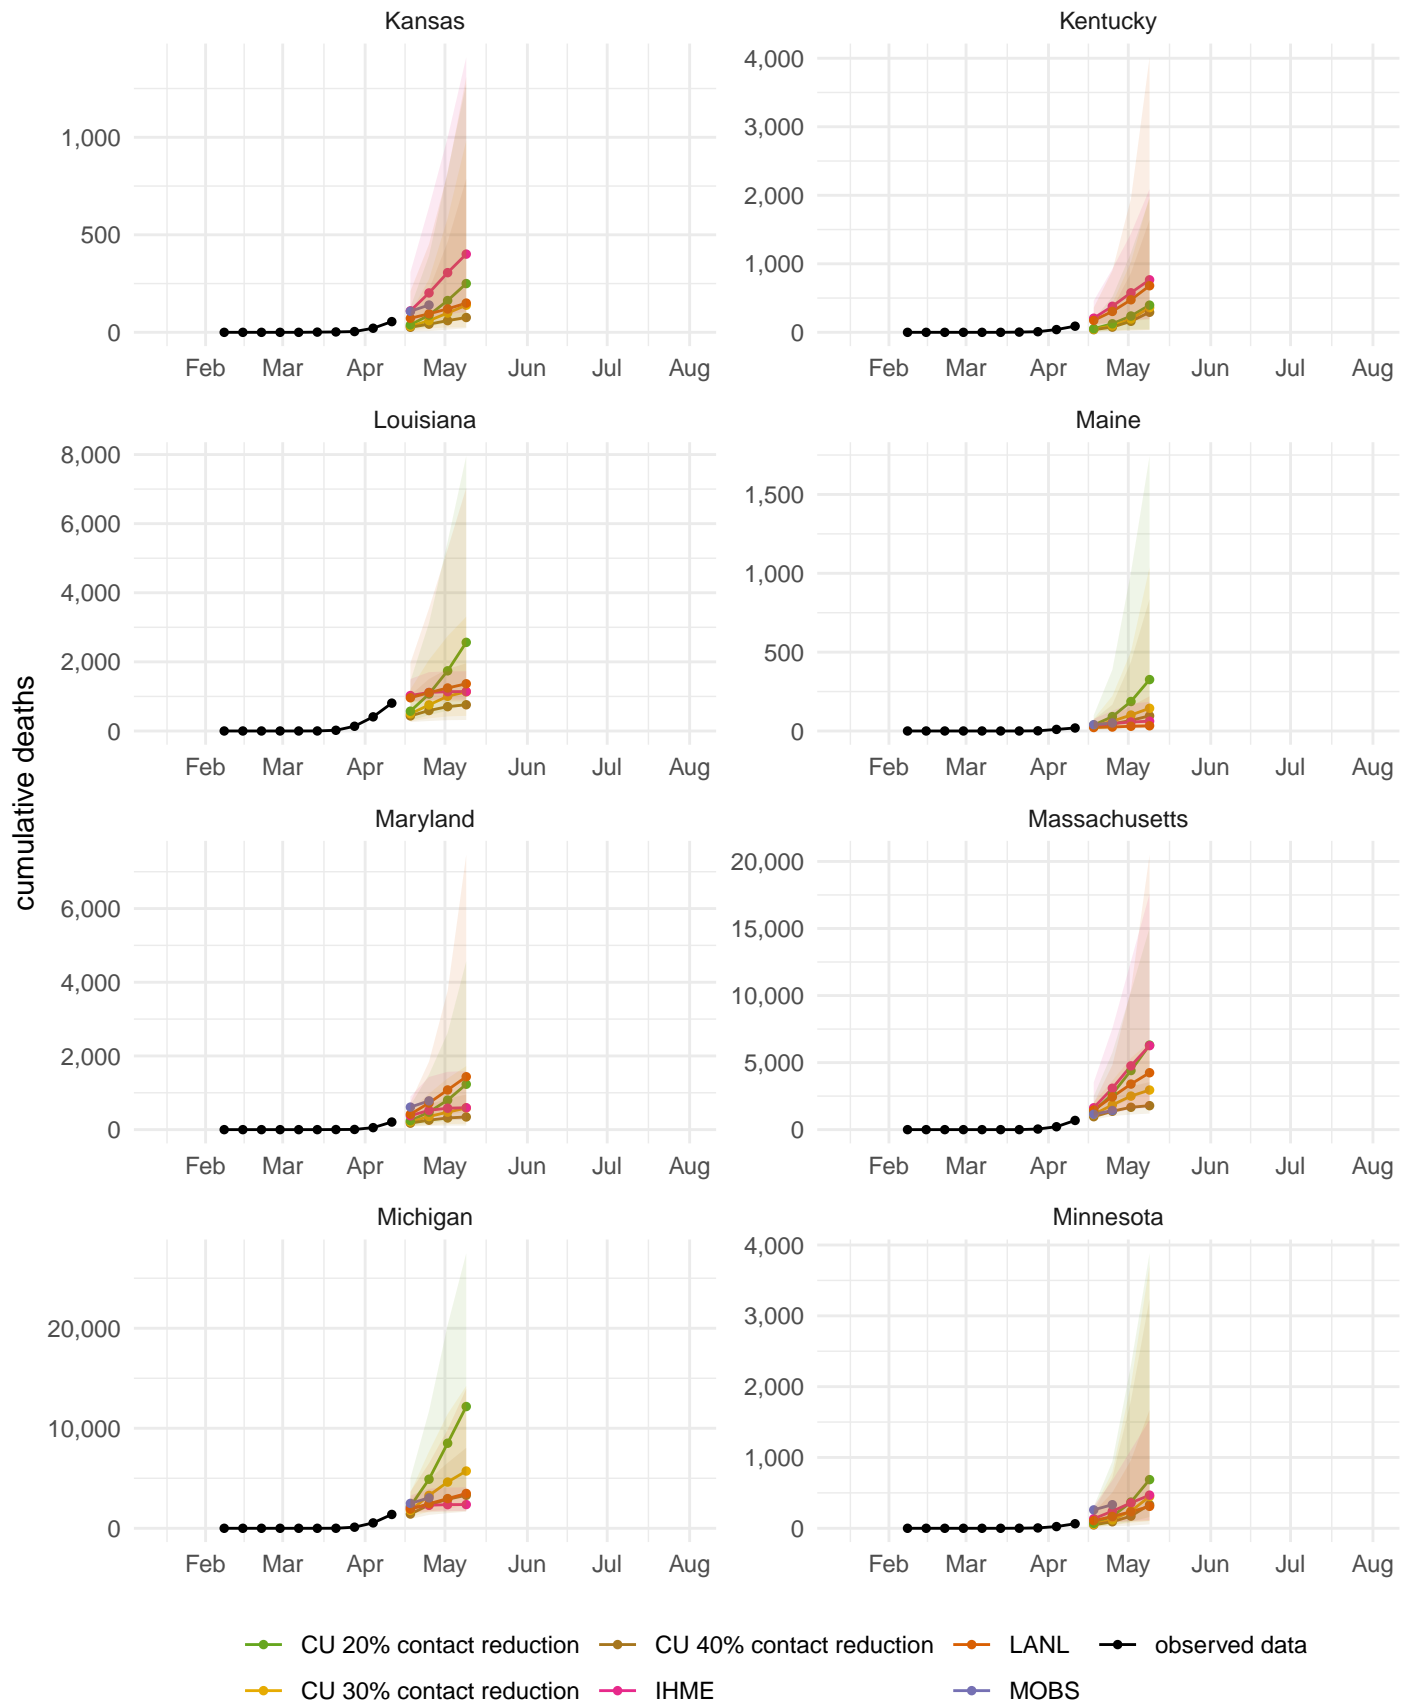 Kansas
Kentucky
1,000
500
0
4,000
3,000
2,000
1,000
0
Feb Mar Apr May Jun Jul Aug
Feb Mar Apr May Jun Jul Aug
Louisiana
Maine
8,000
6,000
4,000
2,000
0
1,500
1,000
500
0
Feb Mar Apr May Jun Jul Aug
Feb Mar Apr May Jun Jul Aug
cumulative deaths
Maryland
Massachusetts
6,000
4,000
2,000
0
20,000
15,000
10,000
5,000
0
Feb Mar Apr May Jun Jul Aug
Feb Mar Apr May Jun Jul Aug
Michigan
Minnesota
20,000
10,000
0
4,000
3,000
2,000
1,000
0
Feb Mar Apr May Jun Jul Aug
Feb Mar Apr May Jun Jul Aug
CU 20% contact reduction CU 40% contact reduction LANL observed data
CU 30% contact reduction IHME MOBS